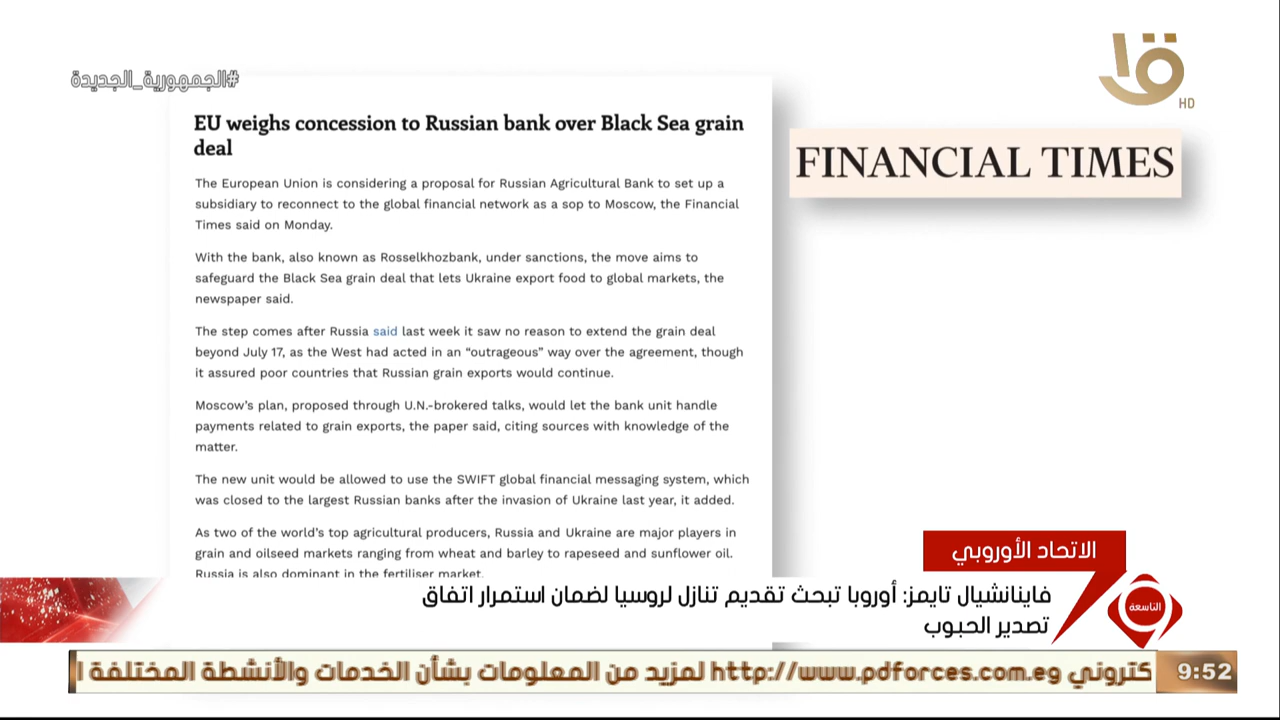 #الجمهورية_الجديدة
HD
EU weighs concession to Russian bank over Black Sea grain
deal
FINANCIAL TIMES
The European Union is considering a proposal for Russian Agricultural Bank to set up a
subsidiary to reconnect to the global financial network as a sop to Moscow, the Financial
Times said on Monday.
With the bank, also known as Rosselkhozbank, under sanctions, the move aims to
safeguard the Black Sea grain deal that lets Ukraine export food to global markets, the
newspaper said.
The step comes after Russia said last week it saw no reason to extend the grain deal
beyond July 17, as the West had acted in an “outrageous” way over the agreement, though
it assured poor countries that Russian grain exports would continue.
Moscow’s plan, proposed through U.N.-brokered talks, would let the bank unit handle
payments related to grain exports, the paper said, citing sources with knowledge of the
matter.
The new unit would be allowed to use the SWIFT global financial messaging system, which
was closed to the largest Russian banks after the invasion of Ukraine last year, it added.
As two of the world’s top agricultural producers, Russia and Ukraine are major players in
grain and oilseed markets ranging from wheat and barley to rapeseed and sunflower oil.
Russia is also dominant in the fertiliser market.
الاتحاد الأوروبي
فاينانشيال تايمز: أوروبا تبحث تقديم تنازل لروسيا لضمان استمرار اتفاق
تصدير الحبوب
التاسعة
كتروني http://www.pdforces.com.eg لمزيد من المعلومات بشأن الخدمات والأنشطة المختلفة ا
9:52